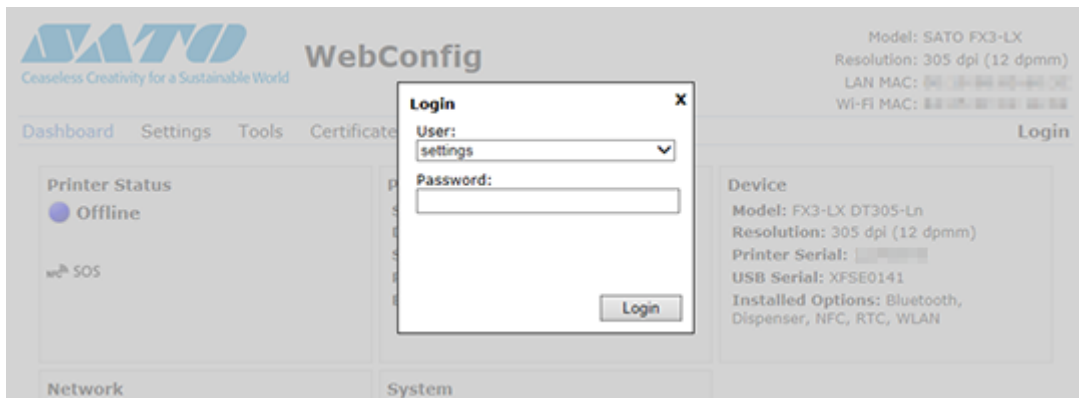 SATO
Ceaseless Creativity for a Sustainable World
WebConfig
Model: SATO FX3-LX
Resolution: 305 dpi (12 dpmm)
LAN MAC:
Wi-Fi MAC:
Dashboard Settings Tools Certificate
Login
Login X
User:
settings
Password:
Login
Printer Status
Offline
SOS
Device
Model: FX3-LX DT305-Ln
Resolution: 305 dpi (12 dpmm)
Printer Serial:
USB Serial: XFSE0141
Installed Options: Bluetooth,
Dispenser, NFC, RTC, WLAN
Network
System